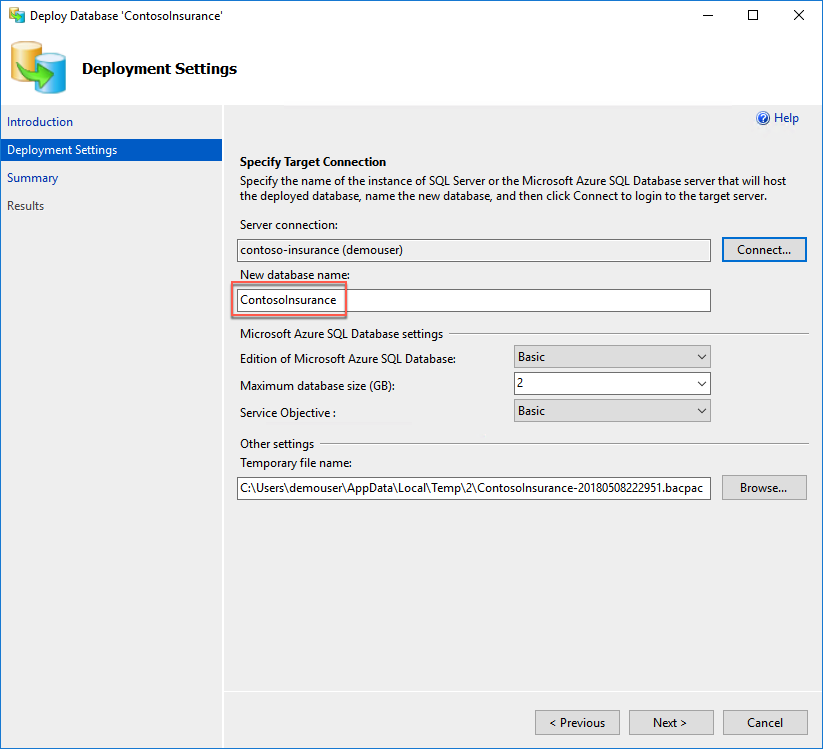 Deploy Database 'ContosoInsurance'
Deployment Settings
Introduction
Deployment Settings
Summary
Results
Help
Specify Target Connection
Specify the name of the instance of SQL Server or the Microsoft Azure SQL Database server that will host
the deployed database, name the new database, and then click Connect to login to the target server.
Server connection:
contoso-insurance (demouser)
Connect...
New database name:
ContosoInsurance
Microsoft Azure SQL Database settings
Edition of Microsoft Azure SQL Database:
Basic
Maximum database size (GB):
2
Service Objective :
Basic
Other settings
Temporary file name:
C:\Users\demouser\AppData\Local\Temp\2\ContosoInsurance-20180508222951.bacpac
Browse...
< Previous
Next >
Cancel